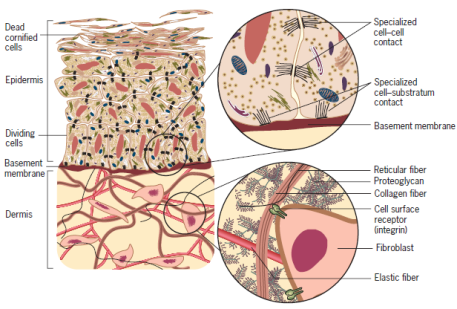 Dead
cornified
cells
Epidermis
Dividing
cells
Basement
membrane
Dermis
Specialized
cell–cell
contact
Specialized
cell–substratum
contact
Basement membrane
Reticular fiber
Proteoglycan
Collagen fiber
Cell surface
receptor
(integrin)
Fibroblast
Elastic fiber